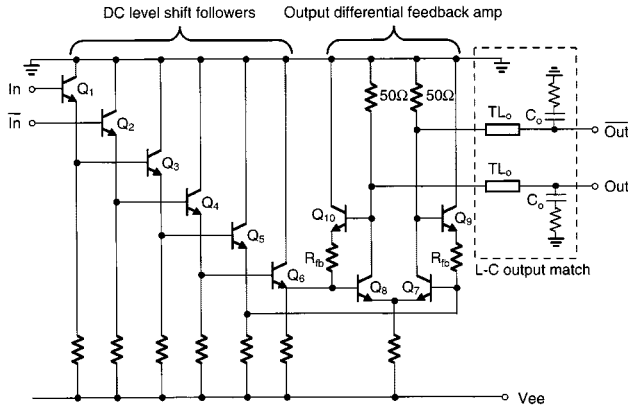 DC level shift followers
Output differential feedback amp
In
Q1
In
Q2
Q3
Q4
Q5
Q6
50Ω
50Ω
Q10
Q9
Rfb
Rfb
Q8
Q7
TLo
Co
Out
TLo
Out
Co
L-C output match
Vee